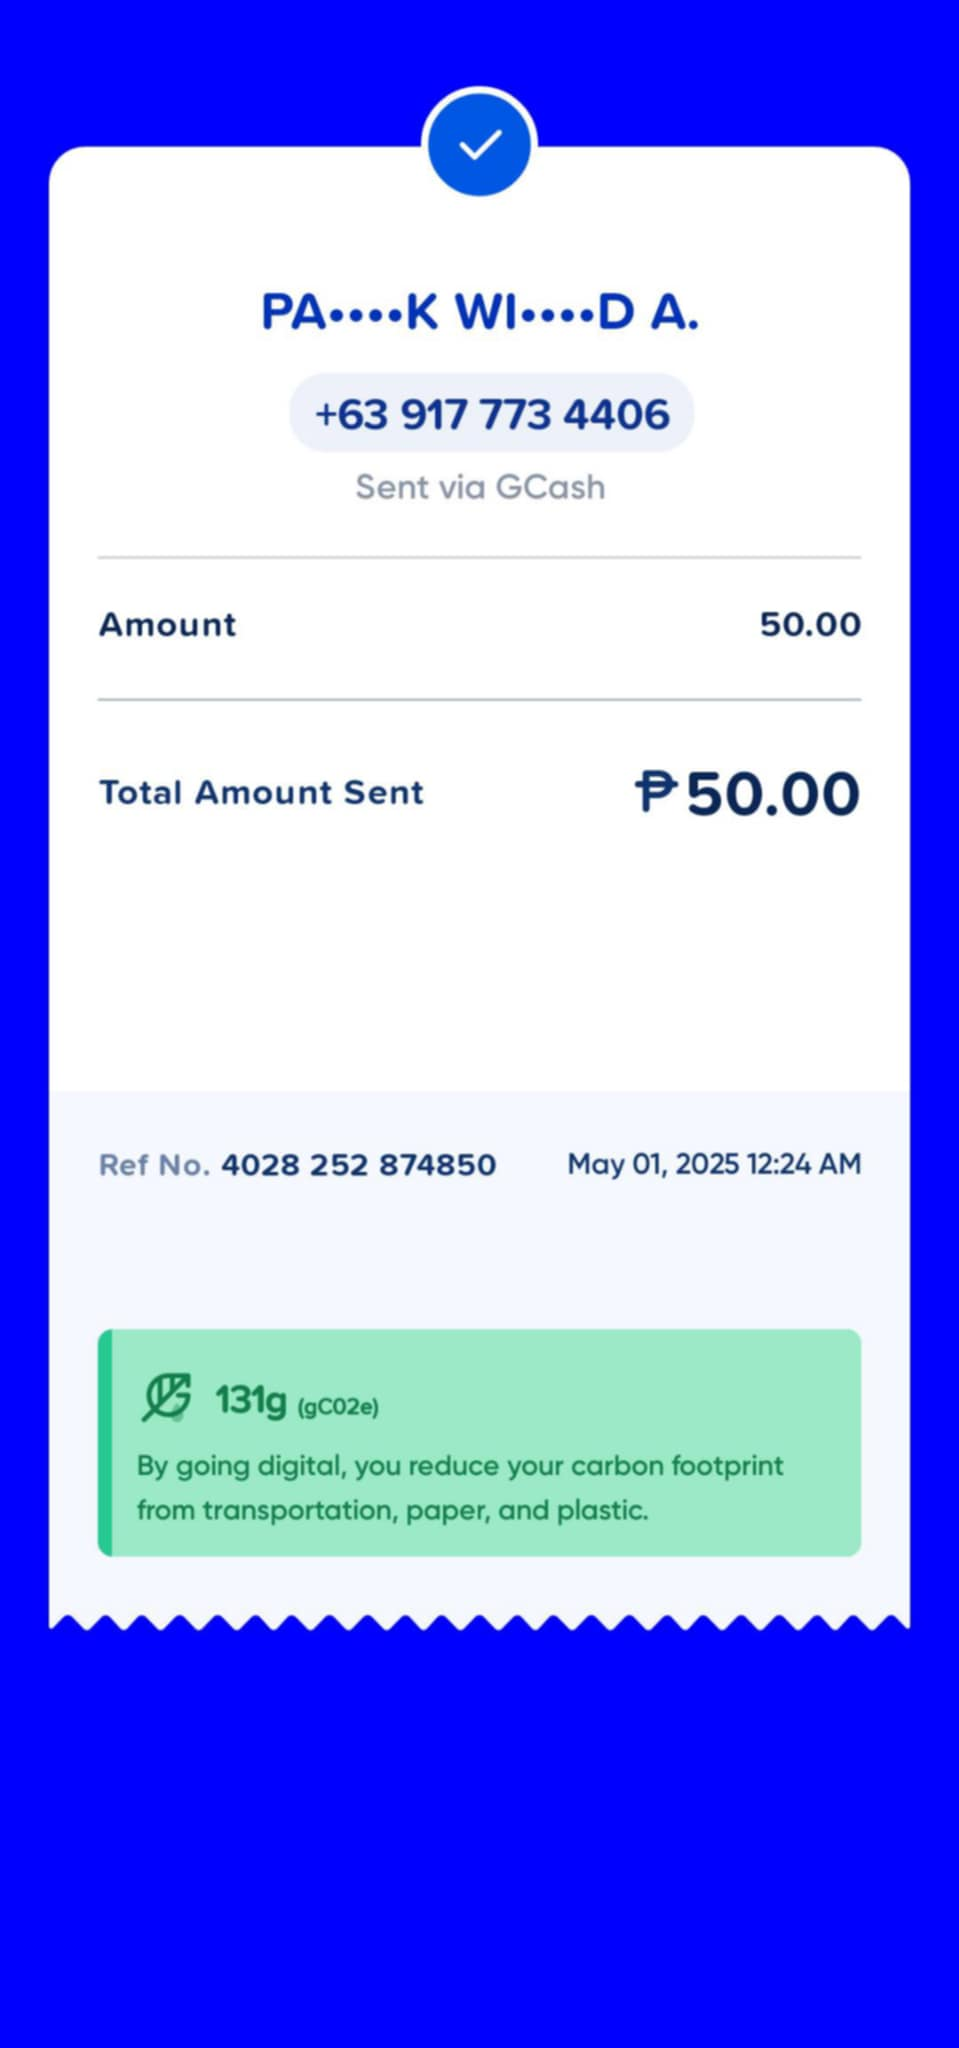 PA••••K WI••••D A.
+63 917 773 4406
Sent via GCash
Amount 50.00
Total Amount Sent ₱50.00
Ref No. 4028 252 874850 May 01, 2025 12:24 AM
131g (gC02e)
By going digital, you reduce your carbon footprint
from transportation, paper, and plastic.